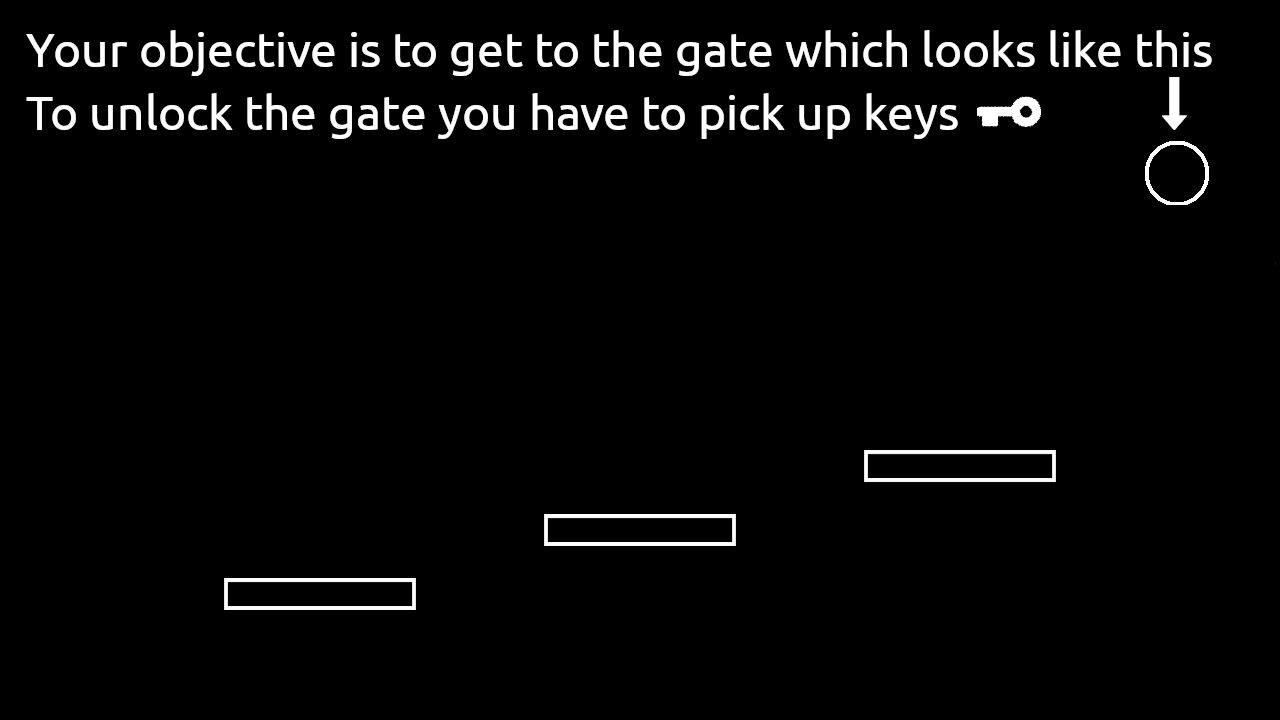 Your objective is to get to the gate which looks like this
To unlock the gate you have to pick up keys